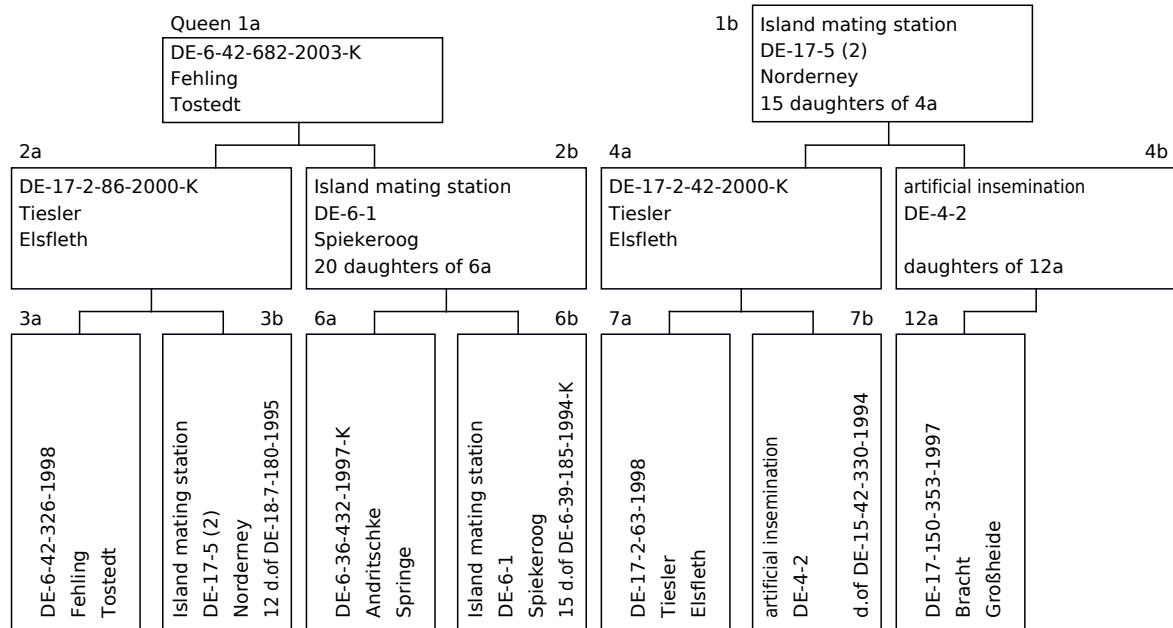 Queen 1a
DE-6-42-682-2003-K
Fehling
Tostedt
1b
Island mating station
DE-17-5 (2)
Norderney
15 daughters of 4a
2a
DE-17-2-86-2000-K
Tiesler
Elsfleth
2b
Island mating station
DE-6-1
Spiekeroog
20 daughters of 6a
4a
DE-17-2-42-2000-K
Tiesler
Elsfleth
4b
artificial insemination
DE-4-2
daughters of 12a
3a
DE-6-42-326-1998
Fehling
Tostedt
3b
Island mating station
DE-17-5 (2)
Norderney
12 d.of DE-18-7-180-1995
6a
DE-6-36-432-1997-K
Andritschke
Springe
6b
Island mating station
DE-6-1
Spiekeroog
15 d.of DE-6-39-185-1994-K
7a
DE-17-2-63-1998
Tiesler
Elsfleth
7b
artificial insemination
DE-4-2
d.of DE-15-42-330-1994
12a
DE-17-150-353-1997
Bracht
Großheide